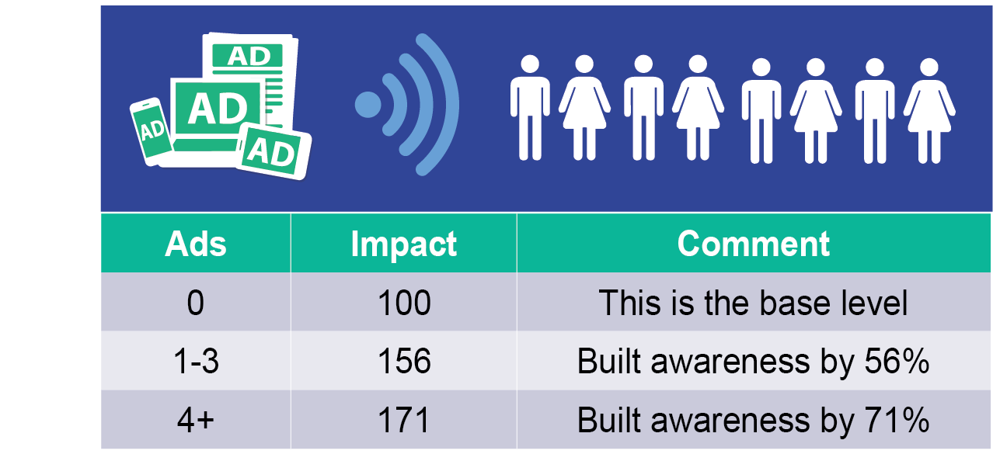 AD
AD
AD
AD
Ads Impact Comment
0 100 This is the base level
1-3 156 Built awareness by 56%
4+ 171 Built awareness by 71%